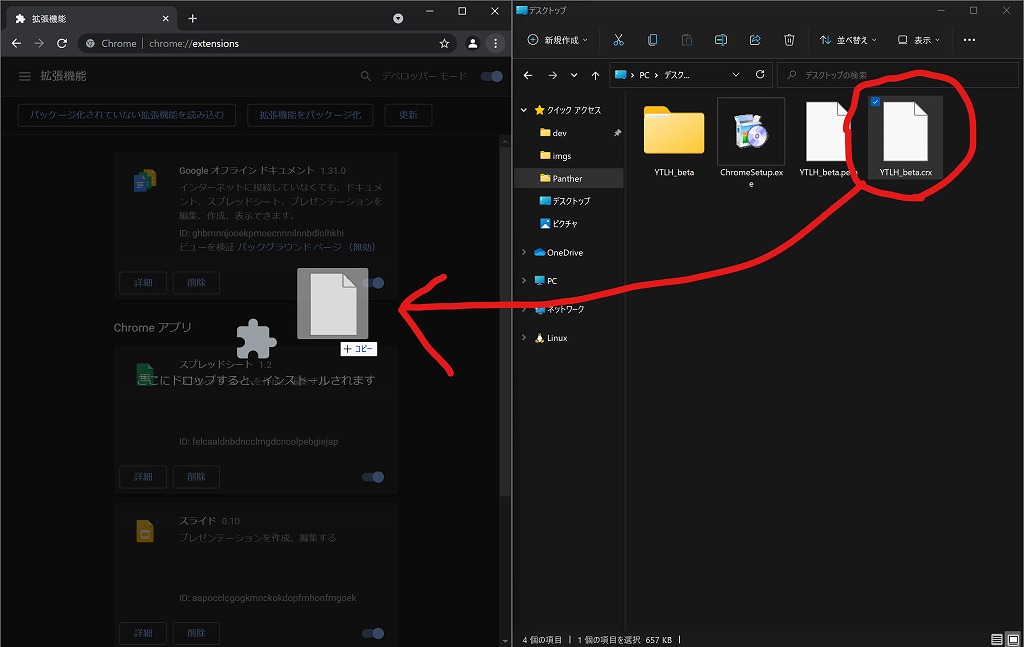 拡張機能
Chrome | chrome://extensions
拡張機能
デベロッパー モード
パッケージ化されていない拡張機能を読み込む
拡張機能をパッケージ化
更新
Google オフライン ドキュメント 1.31.0
インターネットに接続していなくても、ドキュメ
ント、スプレッドシート、プレゼンテーションを
編集、作成、表示できます。
ID: ghbmnnjooekpmoecnnnilnnbdlolhkhi
ビューを検証 バックグラウンド ページ （無効）
詳細
削除
コピー
Chrome アプリ
スプレッドシート 1.2
ここにドロップすると、インストールされます
ID: felcaaldnbdncclmgdcncolpebgiejap
詳細
削除
スライド 0.10
プレゼンテーションを作成、編集する
ID: aapocclcgogkmnckokdopfmhonfmgoek
詳細
削除
デスクトップ
新規作成
並べ替え
表示
PC
デスク...
デスクトップの検索
クイック アクセス
dev
imgs
Panther
デスクトップ
ピクチャ
OneDrive
PC
ネットワーク
Linux
YTLH_beta
ChromeSetup.ex
e
YTLH_beta.pe
YTLH_beta.crx
4 個の項目
1 個の項目を選択 657 KB